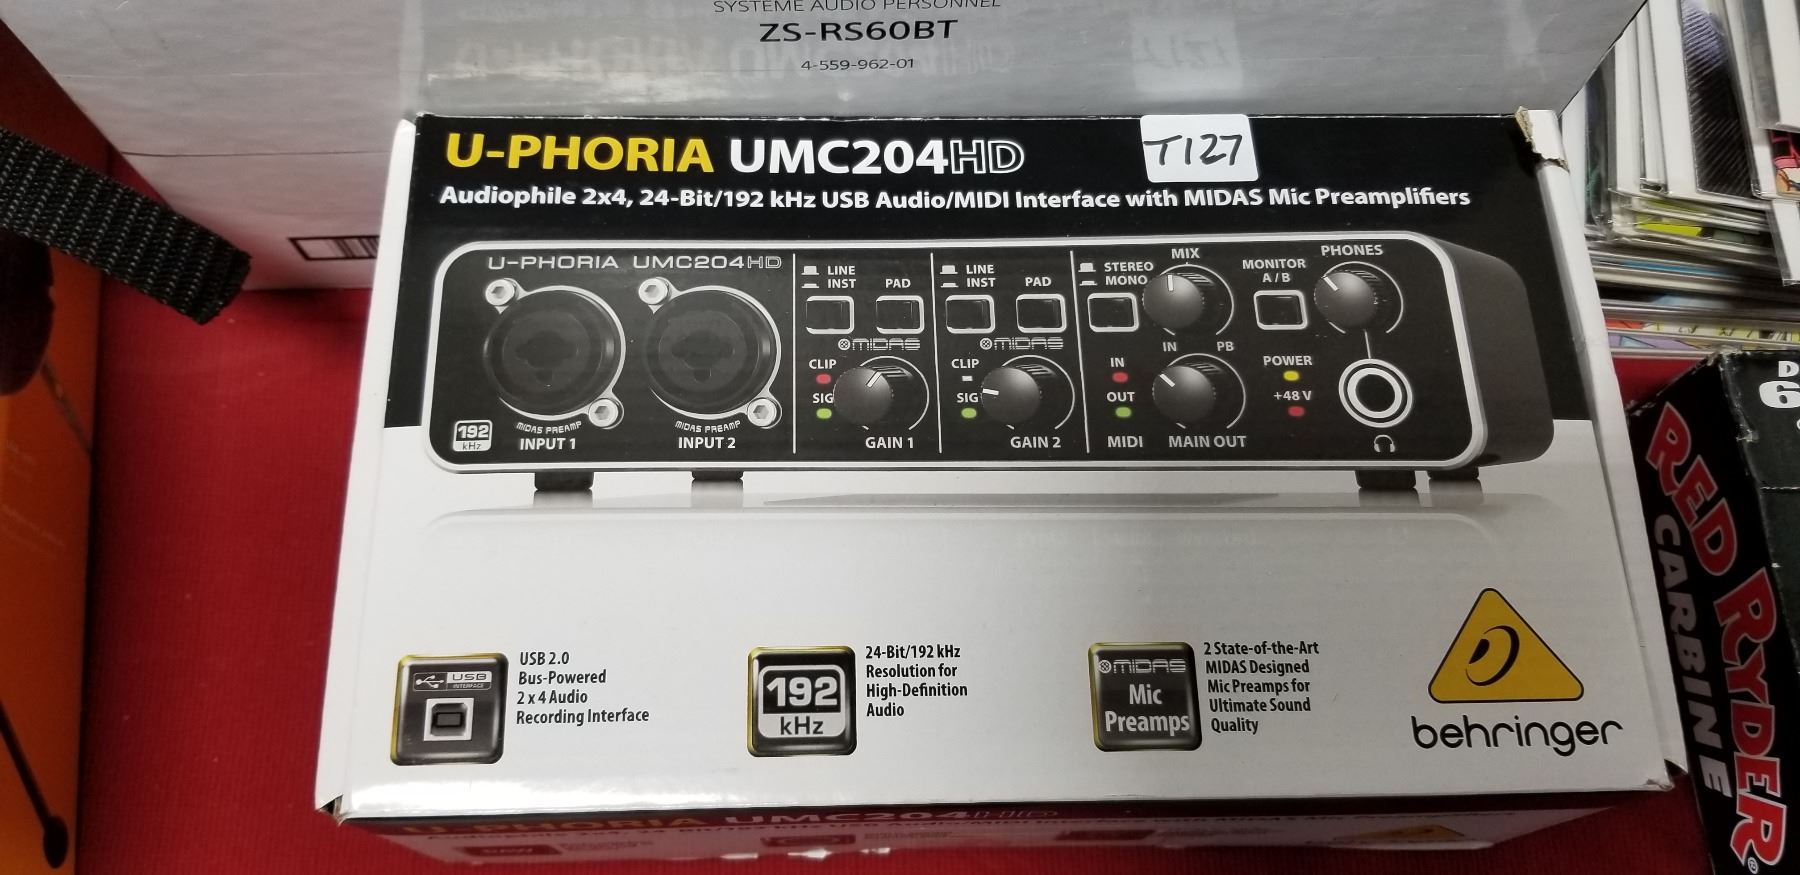 SYSTÈME AUDIO PERSONNEL
ZS-RS60BT
4-559-962-01
U-PHORIA UMC204HD
T127
Audiophile 2x4, 24-Bit/192 kHz USB Audio/MIDI Interface with MIDAS Mic Preamplifiers
U-PHORIA UMC204HD
LINE
INST
PAD
LINE
INST
PAD
STEREO
MONO
MIX
IN
PB
MONITOR
A / B
PHONES
MIDAS
MIDAS
CLIP
SIG
CLIP
SIG
IN
OUT
POWER
+48 V
192
kHz
MIDAS PREAMP
INPUT 1
MIDAS PREAMP
INPUT 2
GAIN 1
GAIN 2
MIDI
MAIN OUT
USB
INTERFACE
USB 2.0
Bus-Powered
2 x 4 Audio
Recording Interface
192
kHz
24-Bit/192 kHz
Resolution for
High-Definition
Audio
MIDAS
Mic
Preamps
2 State-of-the-Art
MIDAS Designed
Mic Preamps for
Ultimate Sound
Quality
behringer
RED RYDER
CARBINE
U-PHORIA UMC204HD